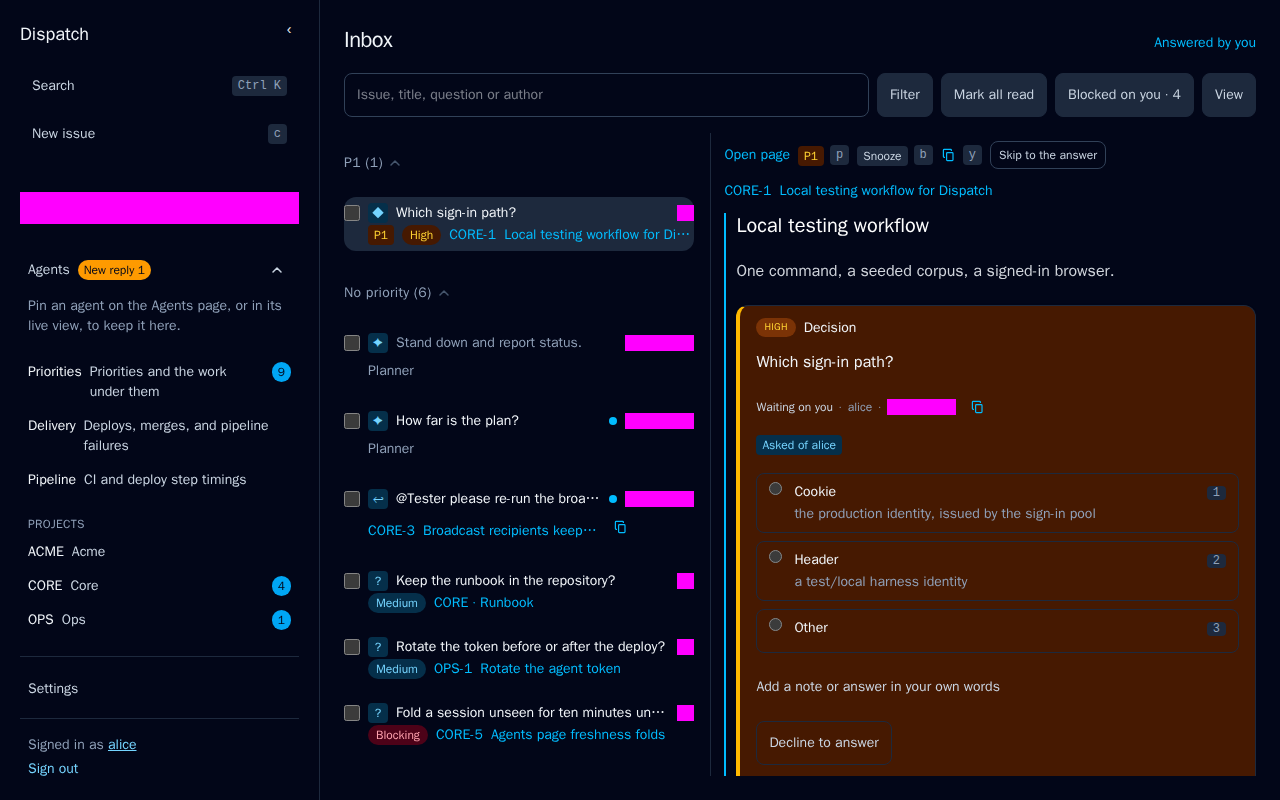 Dispatch
‹
Search Ctrl K
New issue c
Agents New reply 1
Pin an agent on the Agents page, or in its
live view, to keep it here.
Priorities Priorities and the work 9
under them
Delivery Deploys, merges, and pipeline
failures
Pipeline CI and deploy step timings
PROJECTS
ACME Acme
CORE Core 4
OPS Ops 1
Settings
Signed in as alice
Sign out
Inbox
Answered by you
Issue, title, question or author
Filter
Mark all read
Blocked on you · 4
View
P1 (1)
Which sign-in path?
P1 High CORE-1 Local testing workflow for Di···
No priority (6)
Stand down and report status.
Planner
How far is the plan?
Planner
@Tester please re-run the broa···
CORE-3 Broadcast recipients keep···
? Keep the runbook in the repository?
Medium CORE · Runbook
? Rotate the token before or after the deploy?
Medium OPS-1 Rotate the agent token
? Fold a session unseen for ten minutes un···
Blocking CORE-5 Agents page freshness folds
Open page P1 p Snooze b y Skip to the answer
CORE-1 Local testing workflow for Dispatch
Local testing workflow
One command, a seeded corpus, a signed-in browser.
HIGH Decision
Which sign-in path?
Waiting on you · alice ·
Asked of alice
Cookie 1
the production identity, issued by the sign-in pool
Header 2
a test/local harness identity
Other 3
Add a note or answer in your own words
Decline to answer